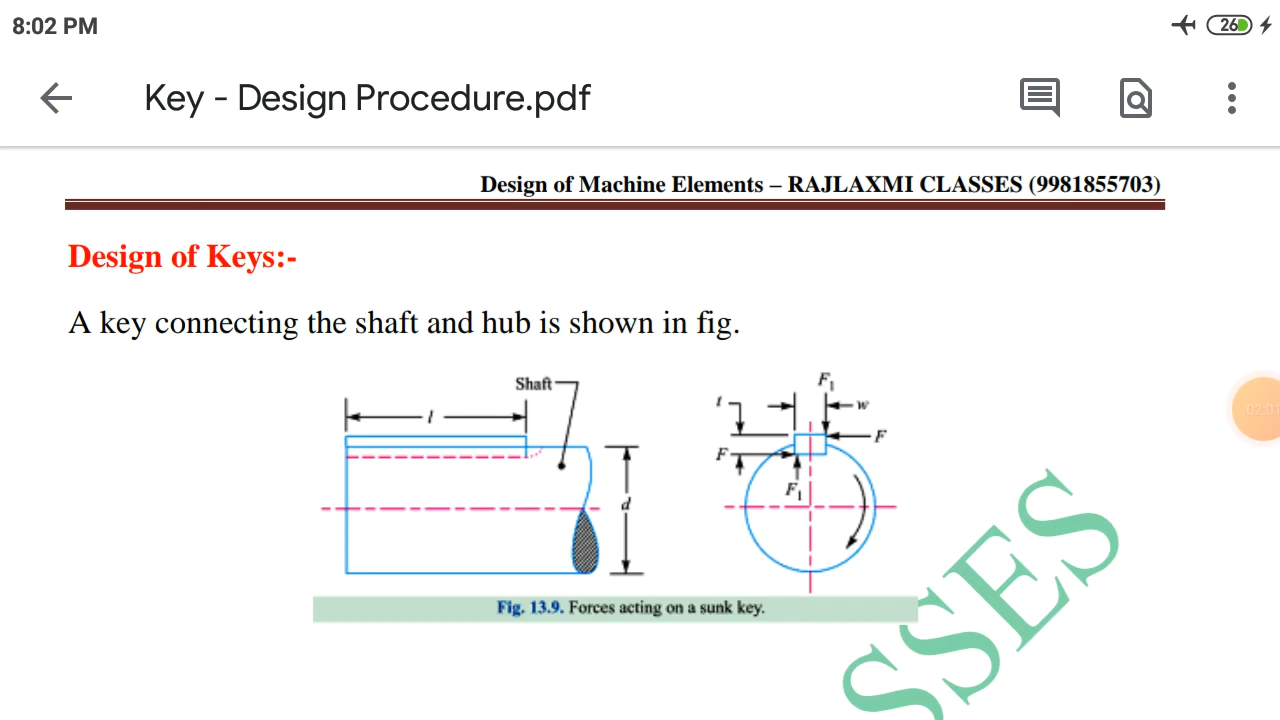 8:02 PM
26
Key - Design Procedure.pdf
Design of Machine Elements – RAJLAXMI CLASSES (9981855703)
Design of Keys:-
A key connecting the shaft and hub is shown in fig.
Shaft
l
d
F₁
t
w
F
F
F₁
02:01
Fig. 13.9. Forces acting on a sunk key.
SSES